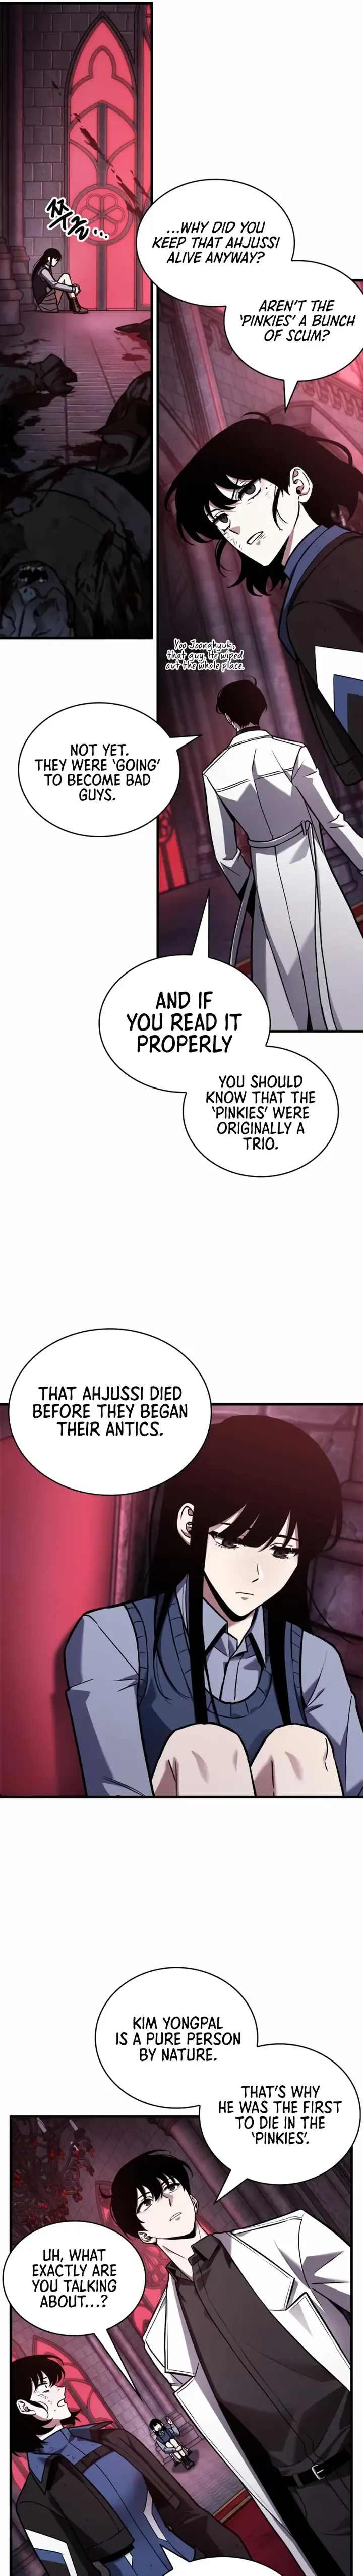 ...WHY DID YOU
KEEP THAT AHJUSSI
ALIVE ANYWAY?
AREN'T THE
'PINKIES' A BUNCH
OF SCUM?
Yoo Joonghyuk,
that guy. He wiped
out the whole place.
NOT YET.
THEY WERE 'GOING'
TO BECOME BAD
GUYS.
AND IF
YOU READ IT
PROPERLY
YOU SHOULD
KNOW THAT THE
'PINKIES' WERE
ORIGINALLY A
TRIO.
THAT AHJUSSI DIED
BEFORE THEY BEGAN
THEIR ANTICS.
KIM YONGPAL
IS A PURE PERSON
BY NATURE.
THAT'S WHY
HE WAS THE FIRST
TO DIE IN THE
'PINKIES'.
UH, WHAT
EXACTLY ARE
YOU TALKING
ABOUT...?